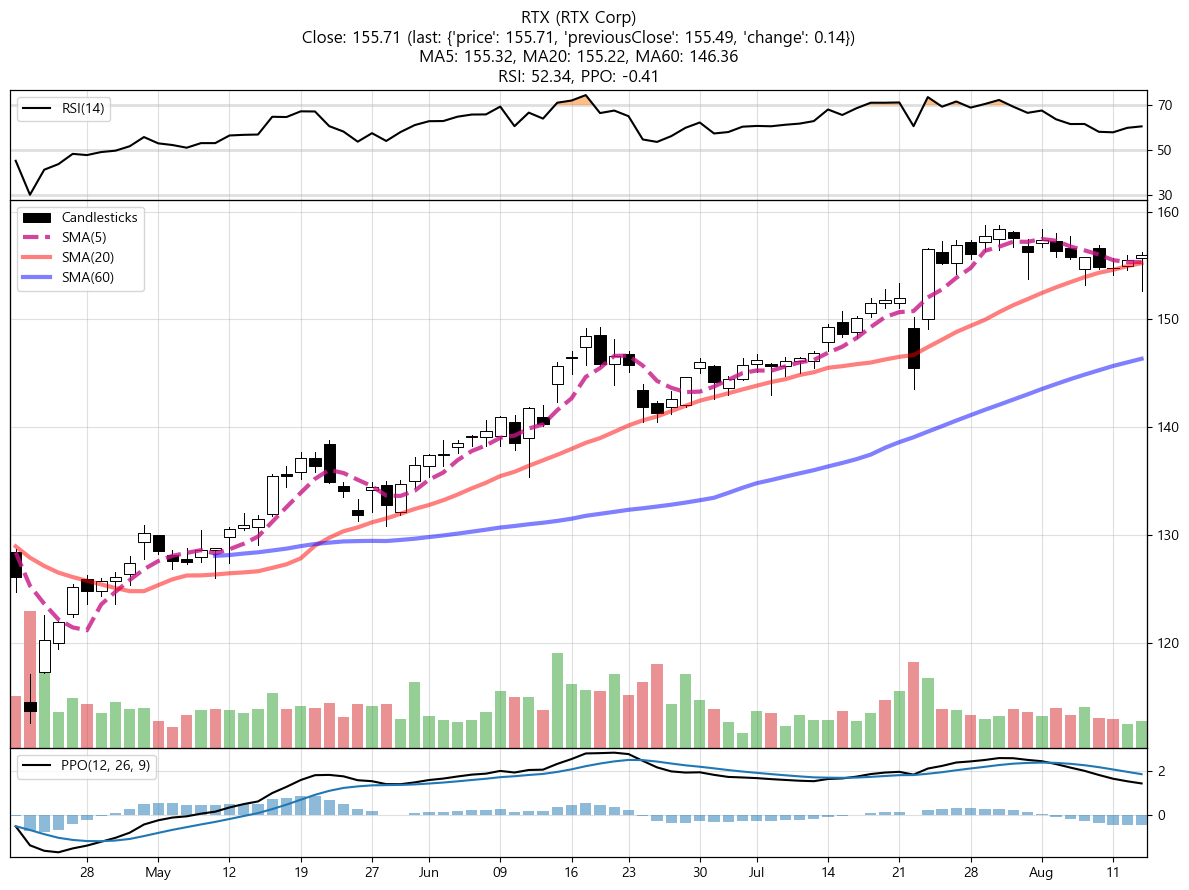 RTX (RTX Corp)
Close: 155.71 (last: {'price': 155.71, 'previousClose': 155.49, 'change': 0.14})
MA5: 155.32, MA20: 155.22, MA60: 146.36
RSI: 52.34, PPO: -0.41
RSI(14)
70
50
30
Candlesticks
SMA(5)
SMA(20)
SMA(60)
160
150
140
130
120
PPO(12, 26, 9)
2
0
28 May 12 19 27 Jun 09 16 23 30 Jul 14 21 28 Aug 11